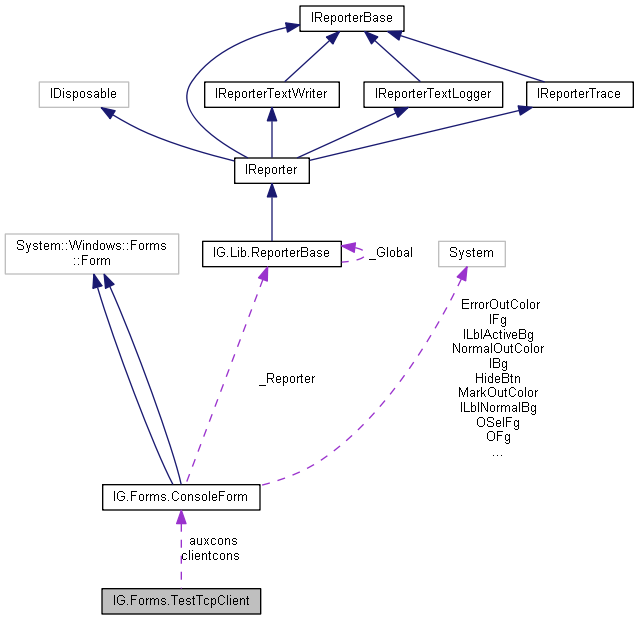 IReporterBase
IDisposable
IReporterTextWriter
IReporterTextLogger
IReporterTrace
IReporter
System::Windows::Forms
::Form
IG.Lib.ReporterBase
_Global
System
ErrorOutColor
IFg
ILblActiveBg
NormalOutColor
IBg
HideBtn
MarkOutColor
ILblNormalBg
OSelFg
OFg
...
_Reporter
IG.Forms.ConsoleForm
auxcons
clientcons
IG.Forms.TestTcpClient